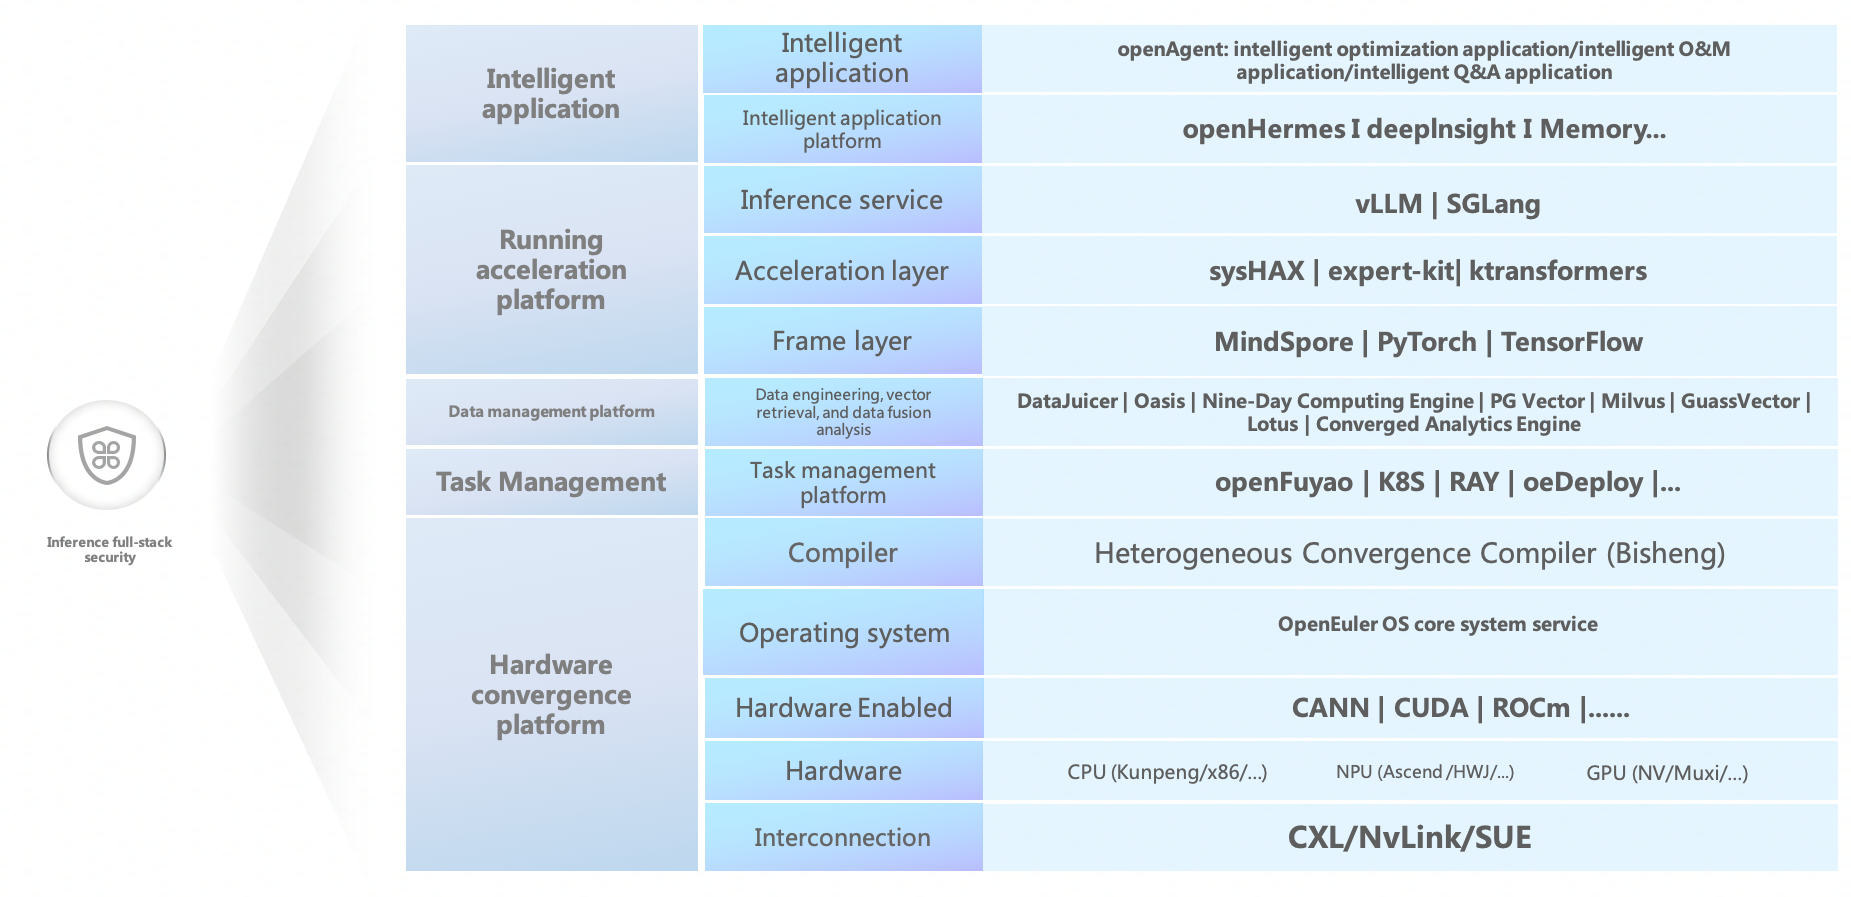 Inference full-stack
security
Intelligent
application
Intelligent
application
openAgent: intelligent optimization application/intelligent O&M
application/intelligent Q&A application
Intelligent application
platform
openHermes I deeplnsight I Memory...
Running
acceleration
platform
Inference service
vLLM | SGLang
Acceleration layer
sysHAX | expert-kit| ktransformers
Frame layer
MindSpore | PyTorch | TensorFlow
Data management platform
Data engineering, vector
retrieval, and data fusion
analysis
DataJuicer | Oasis | Nine-Day Computing Engine | PG Vector | Milvus | GuassVector |
Lotus | Converged Analytics Engine
Task Management
Task management
platform
openFuyao | K8S | RAY | oeDeploy |...
Hardware
convergence
platform
Compiler
Heterogeneous Convergence Compiler (Bisheng)
Operating system
OpenEuler OS core system service
Hardware Enabled
CANN | CUDA | ROCm |......
Hardware
CPU (Kunpeng/x86/...) NPU (Ascend /HWJ/...) GPU (NV/Muxi/...)
Interconnection
CXL/NvLink/SUE